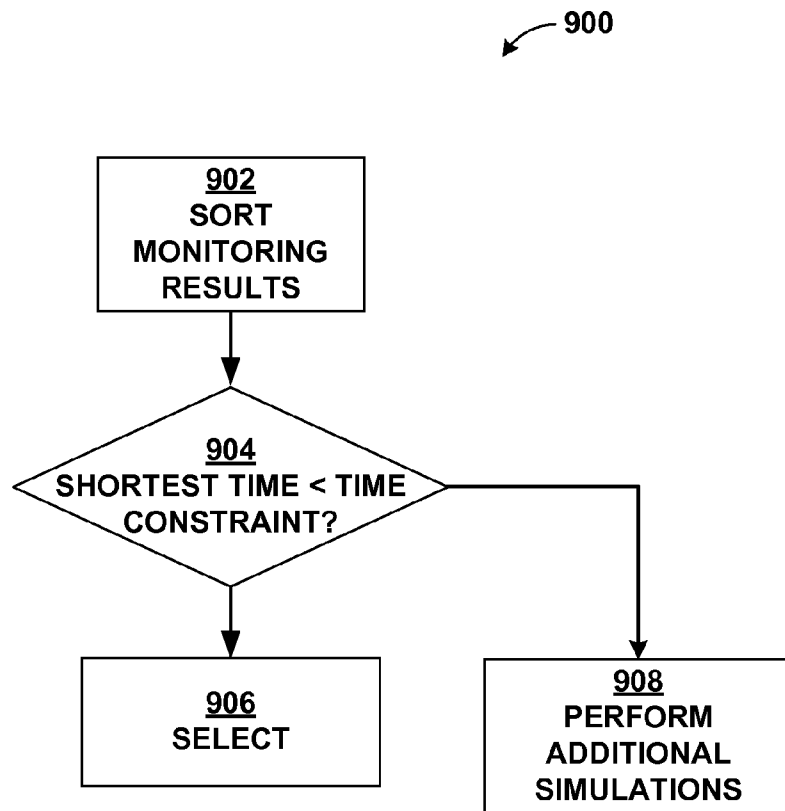 900
902
SORT
MONITORING
RESULTS
904
SHORTEST TIME < TIME
CONSTRAINT?
906
SELECT
908
PERFORM
ADDITIONAL
SIMULATIONS